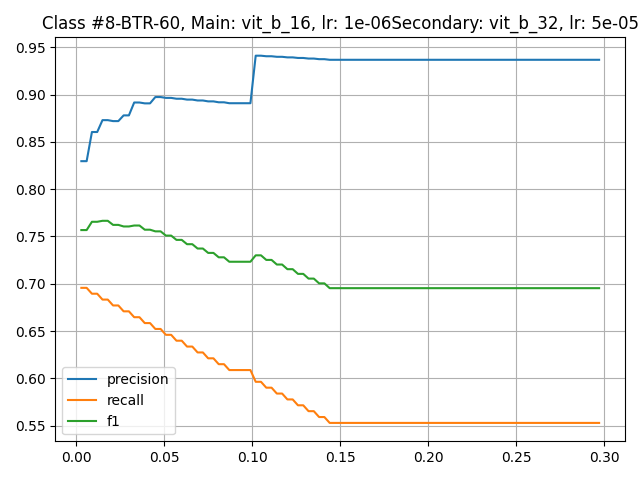 Class #8-BTR-60, Main: vit_b_16, lr: 1e-06Secondary: vit_b_32, lr: 5e-05
0.95
0.90
0.85
0.80
0.75
0.70
0.65
0.60
0.55
precision
recall
f1
0.00 0.05 0.10 0.15 0.20 0.25 0.30